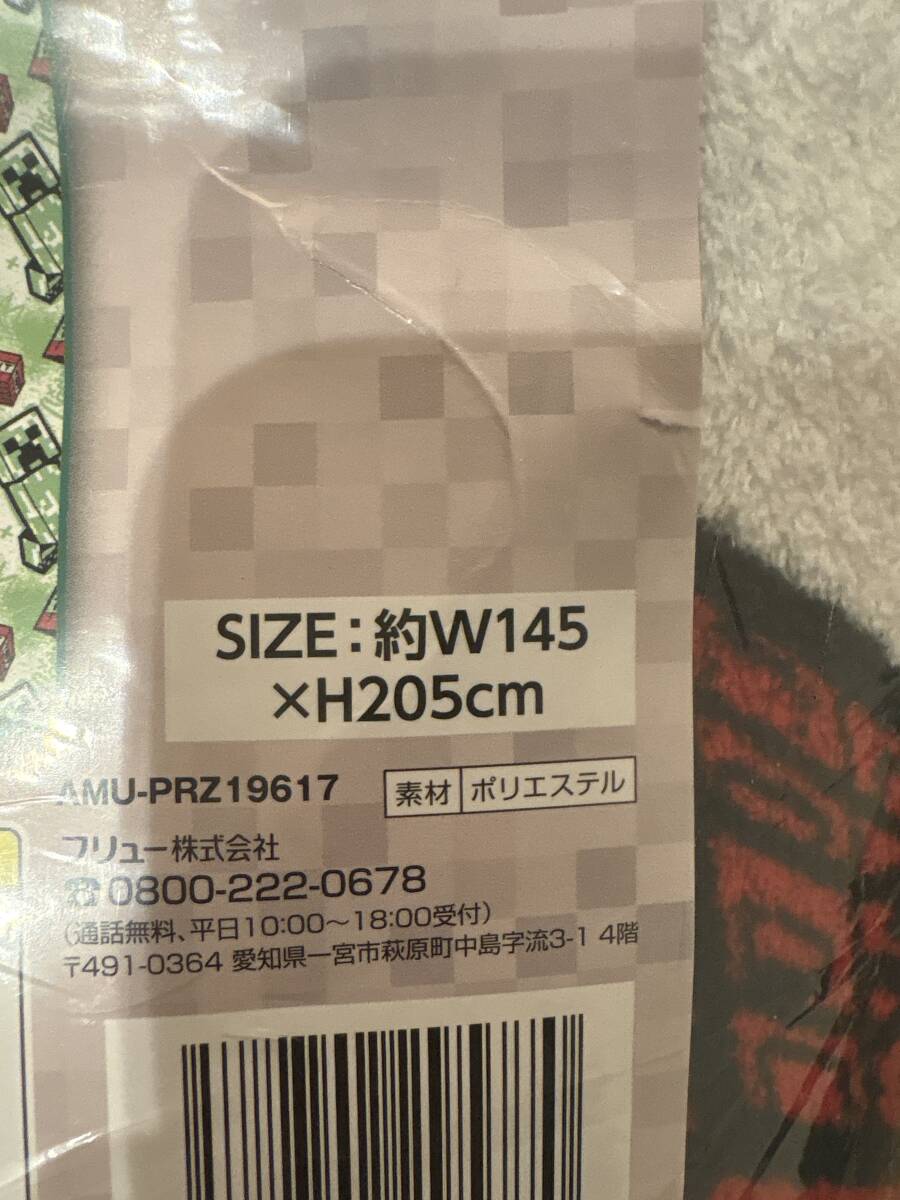 SIZE:約W145
×H205cm
AMU-PRZ19617
素材 ポリエステル
フリュー株式会社
☎0800-222-0678
(通話無料、平日10:00～18:00受付)
〒491-0364 愛知県一宮市萩原町中島字流3-1 4階